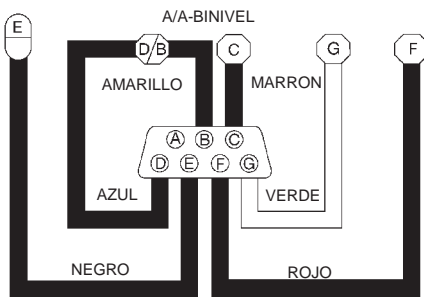 A/A-BINIVEL
E D/B C G F
AMARILLO MARRON
A B C
D E F G
AZUL VERDE
NEGRO ROJO